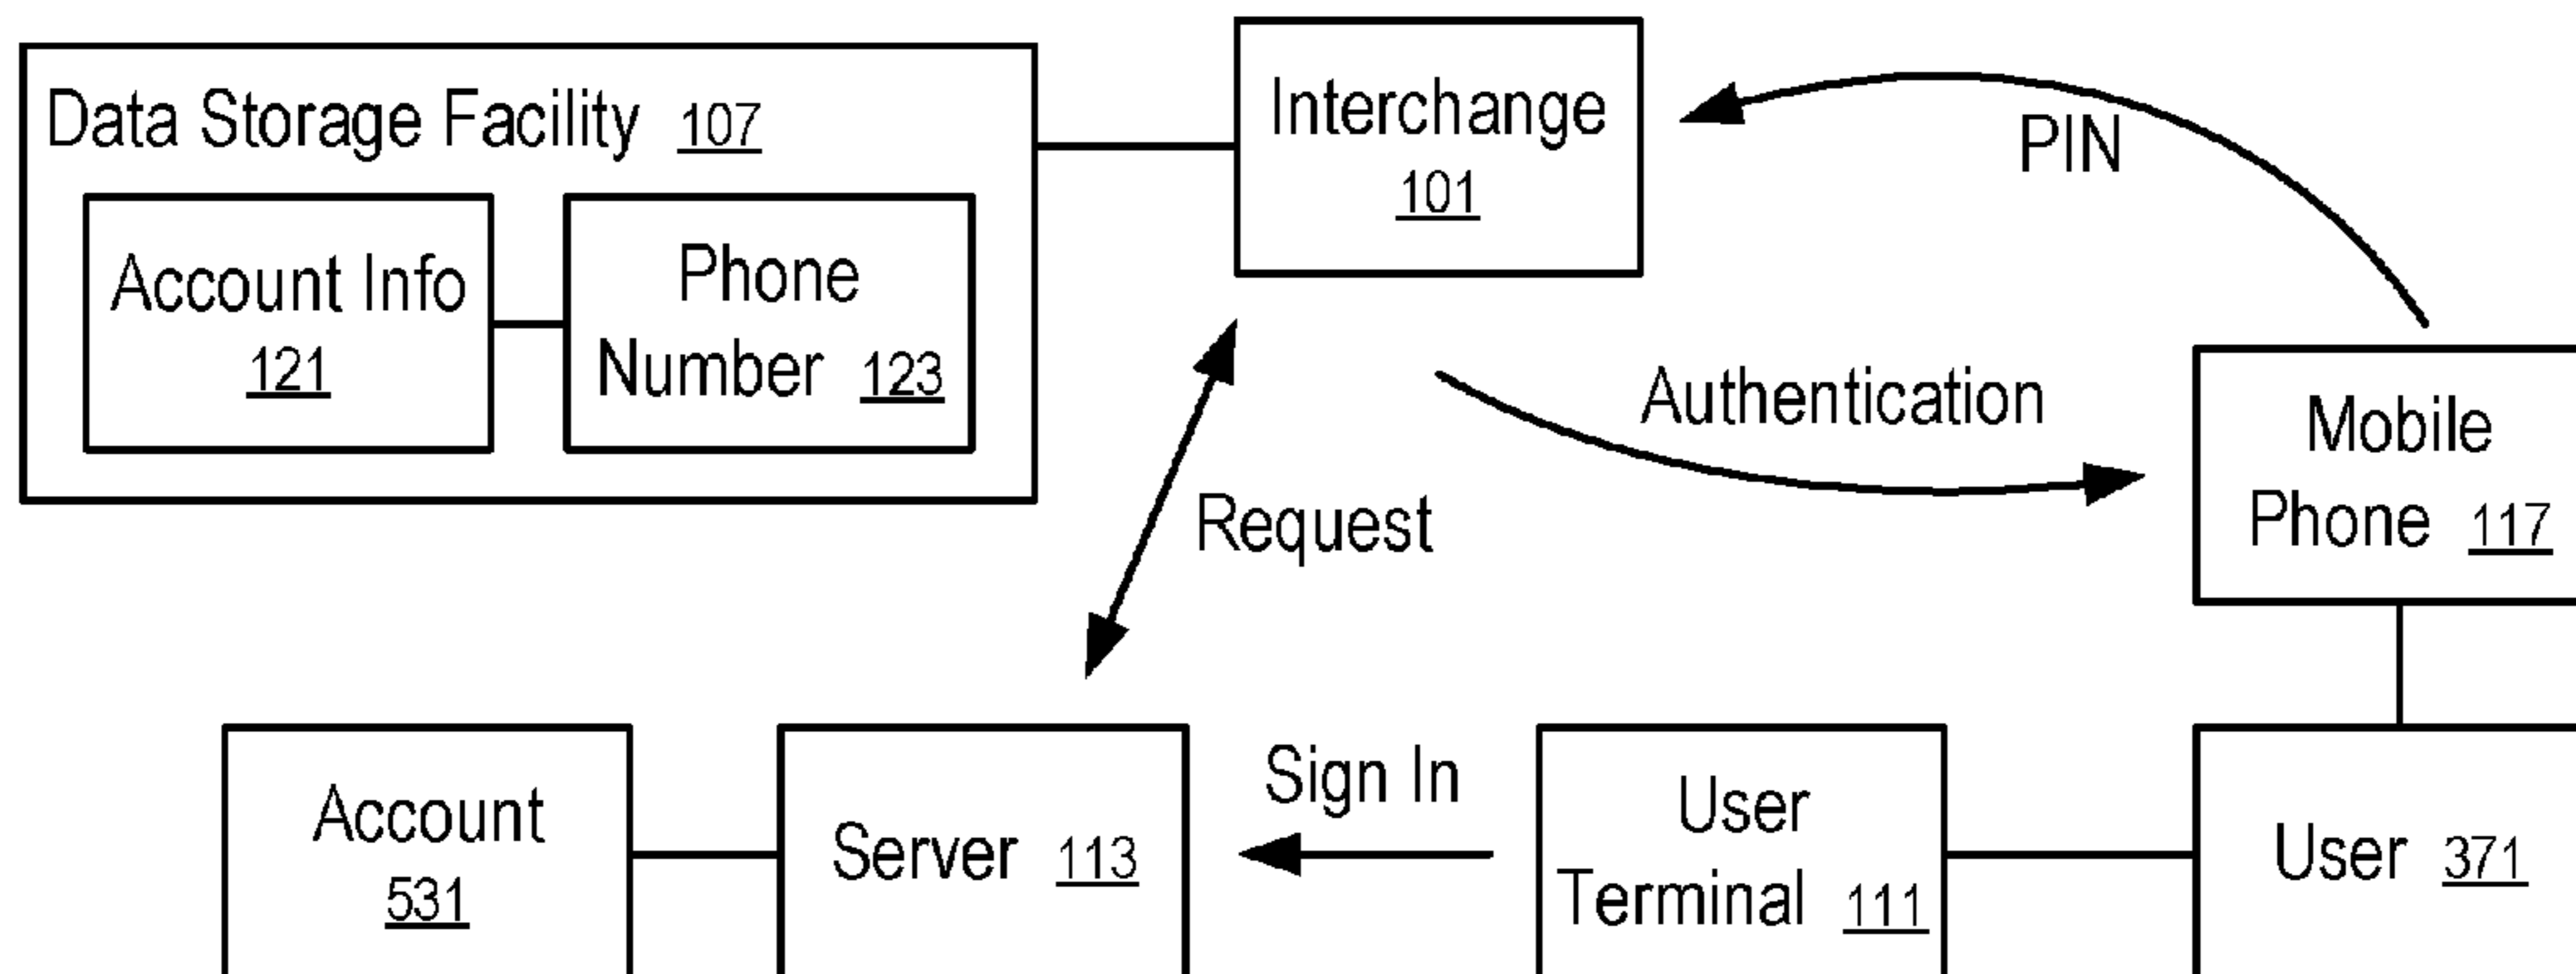 Data Storage Facility 107
Interchange
101
PIN
Account Info
121
Phone
Number 123
Authentication
Mobile
Phone 117
Request
Account
531
Server 113
Sign In
User
Terminal 111
User 371